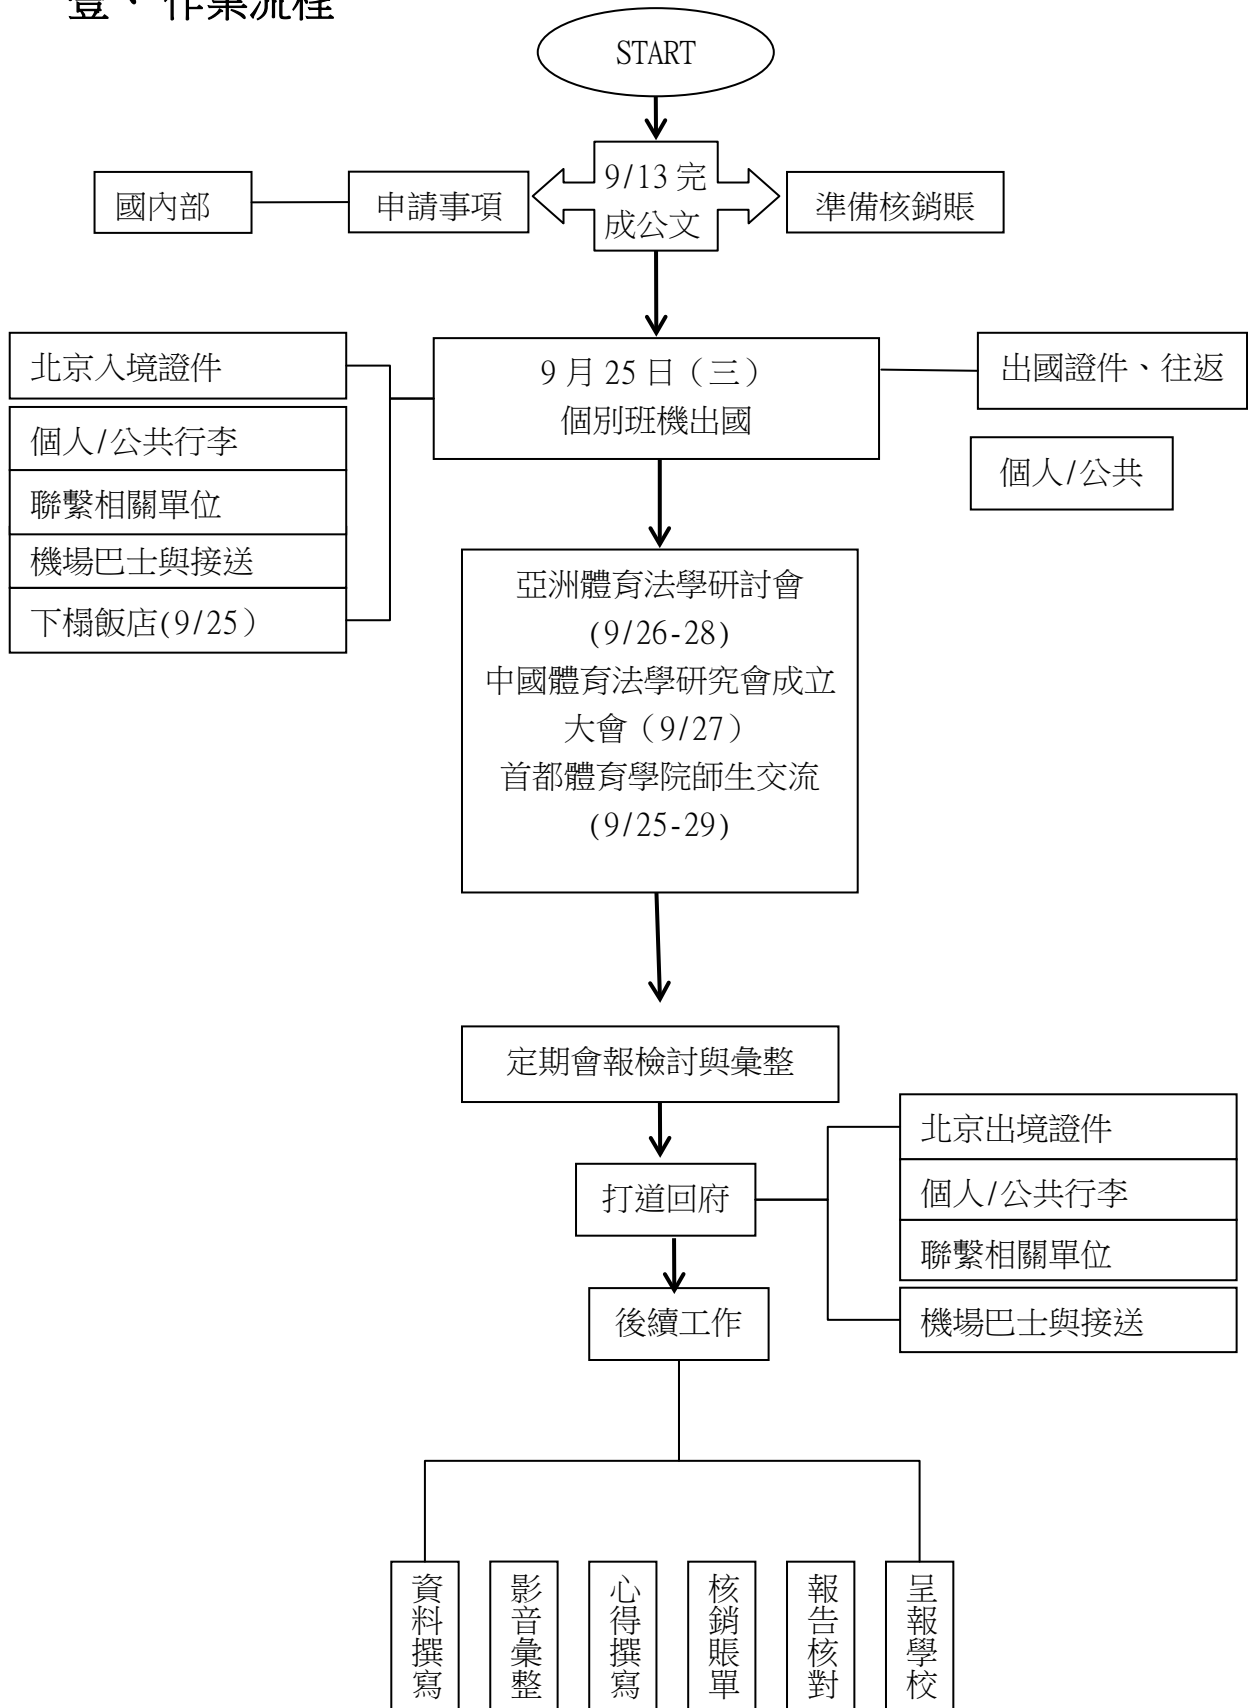 壹、作業流程
START
9/13 完
成公文
國內部
申請事項
準備核銷賬
北京入境證件
個人/公共行李
聯繫相關單位
機場巴士與接送
下榻飯店(9/25）
9 月 25 日（三）
個別班機出國
出國證件、往返
個人/公共
亞洲體育法學研討會
(9/26-28)
中國體育法學研究會成立
大會（9/27）
首都體育學院師生交流
(9/25-29)
定期會報檢討與彙整
打道回府
北京出境證件
個人/公共行李
聯繫相關單位
機場巴士與接送
後續工作
資料撰寫
影音彙整
心得撰寫
核銷賬單
報告核對
呈報學校